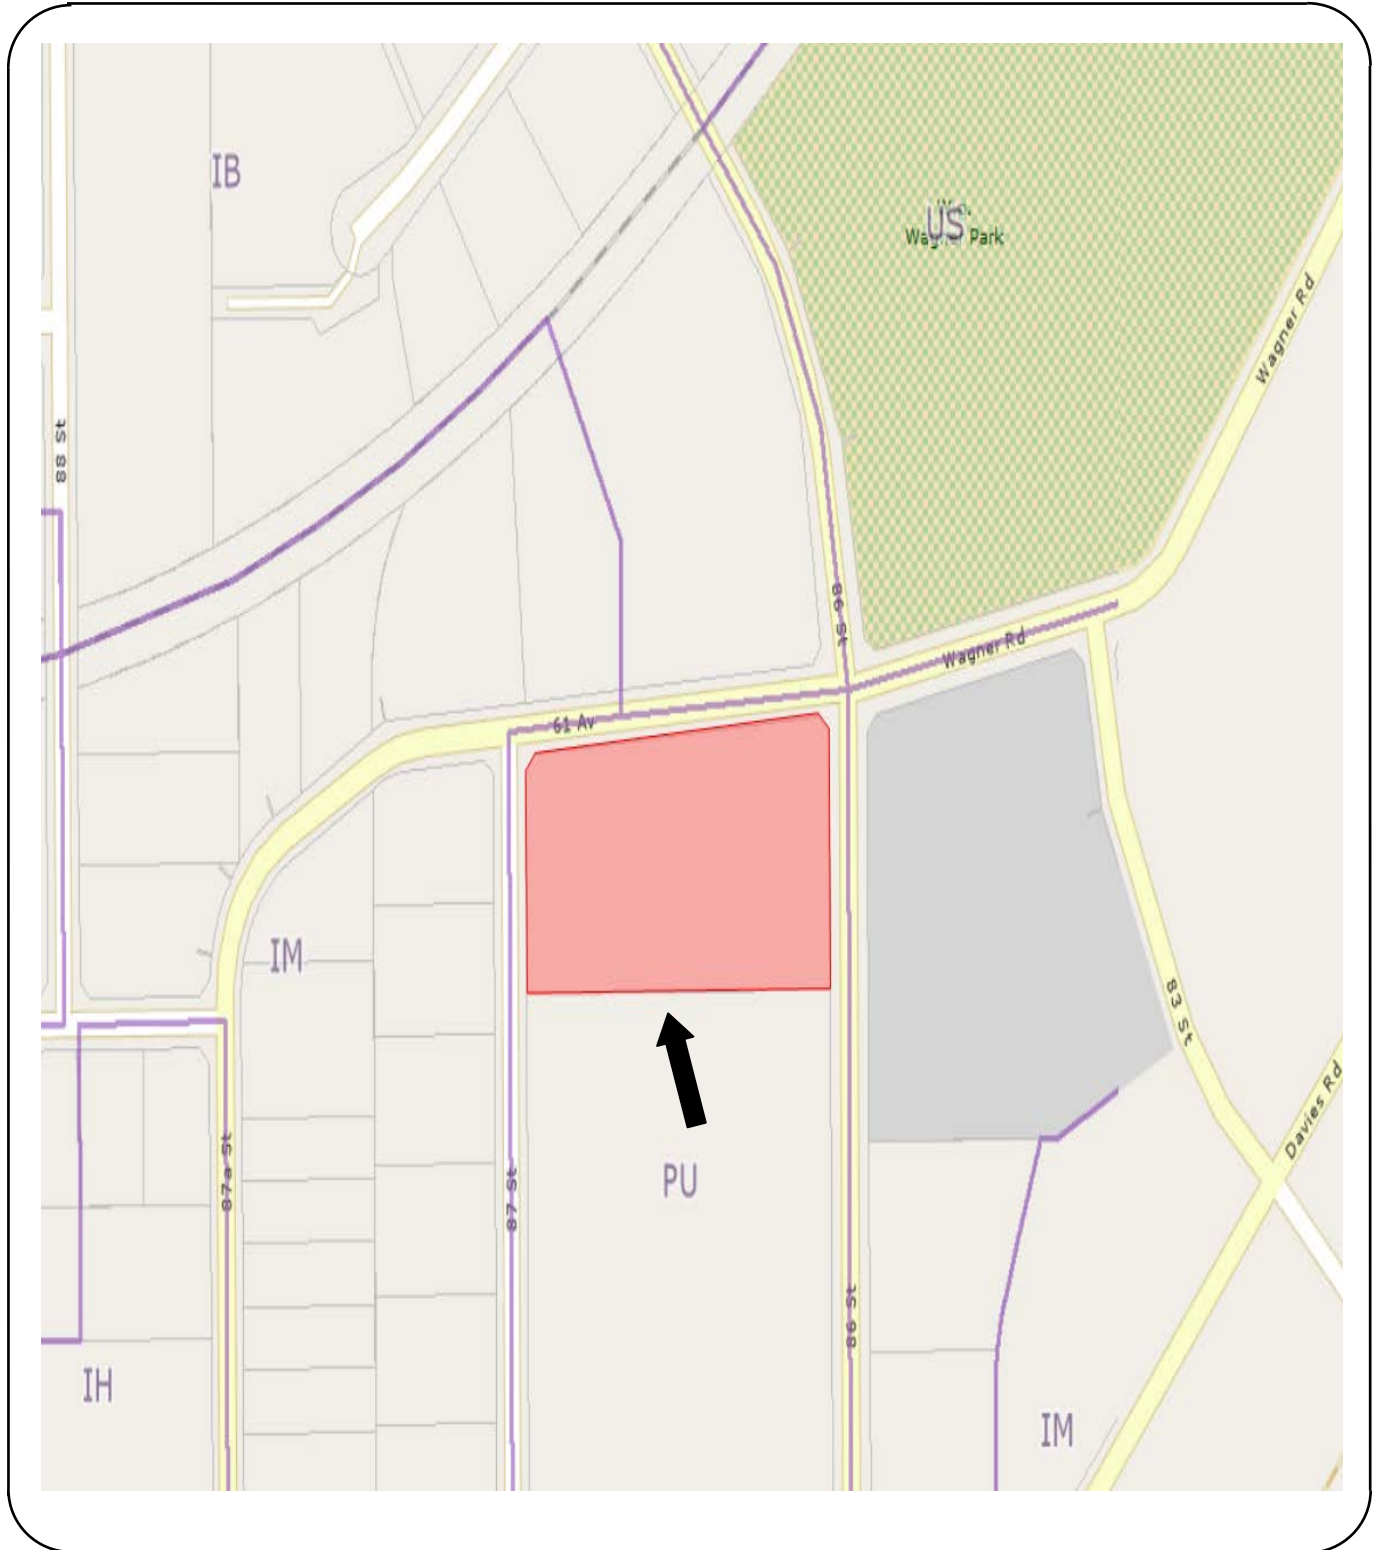 IB
US
Wagner Park
Wagner Rd
88 St
86 St
Wagner Rd
61 Av
IM
83 St
Davies Rd
87a St
87 St
PU
86 St
IH
IM